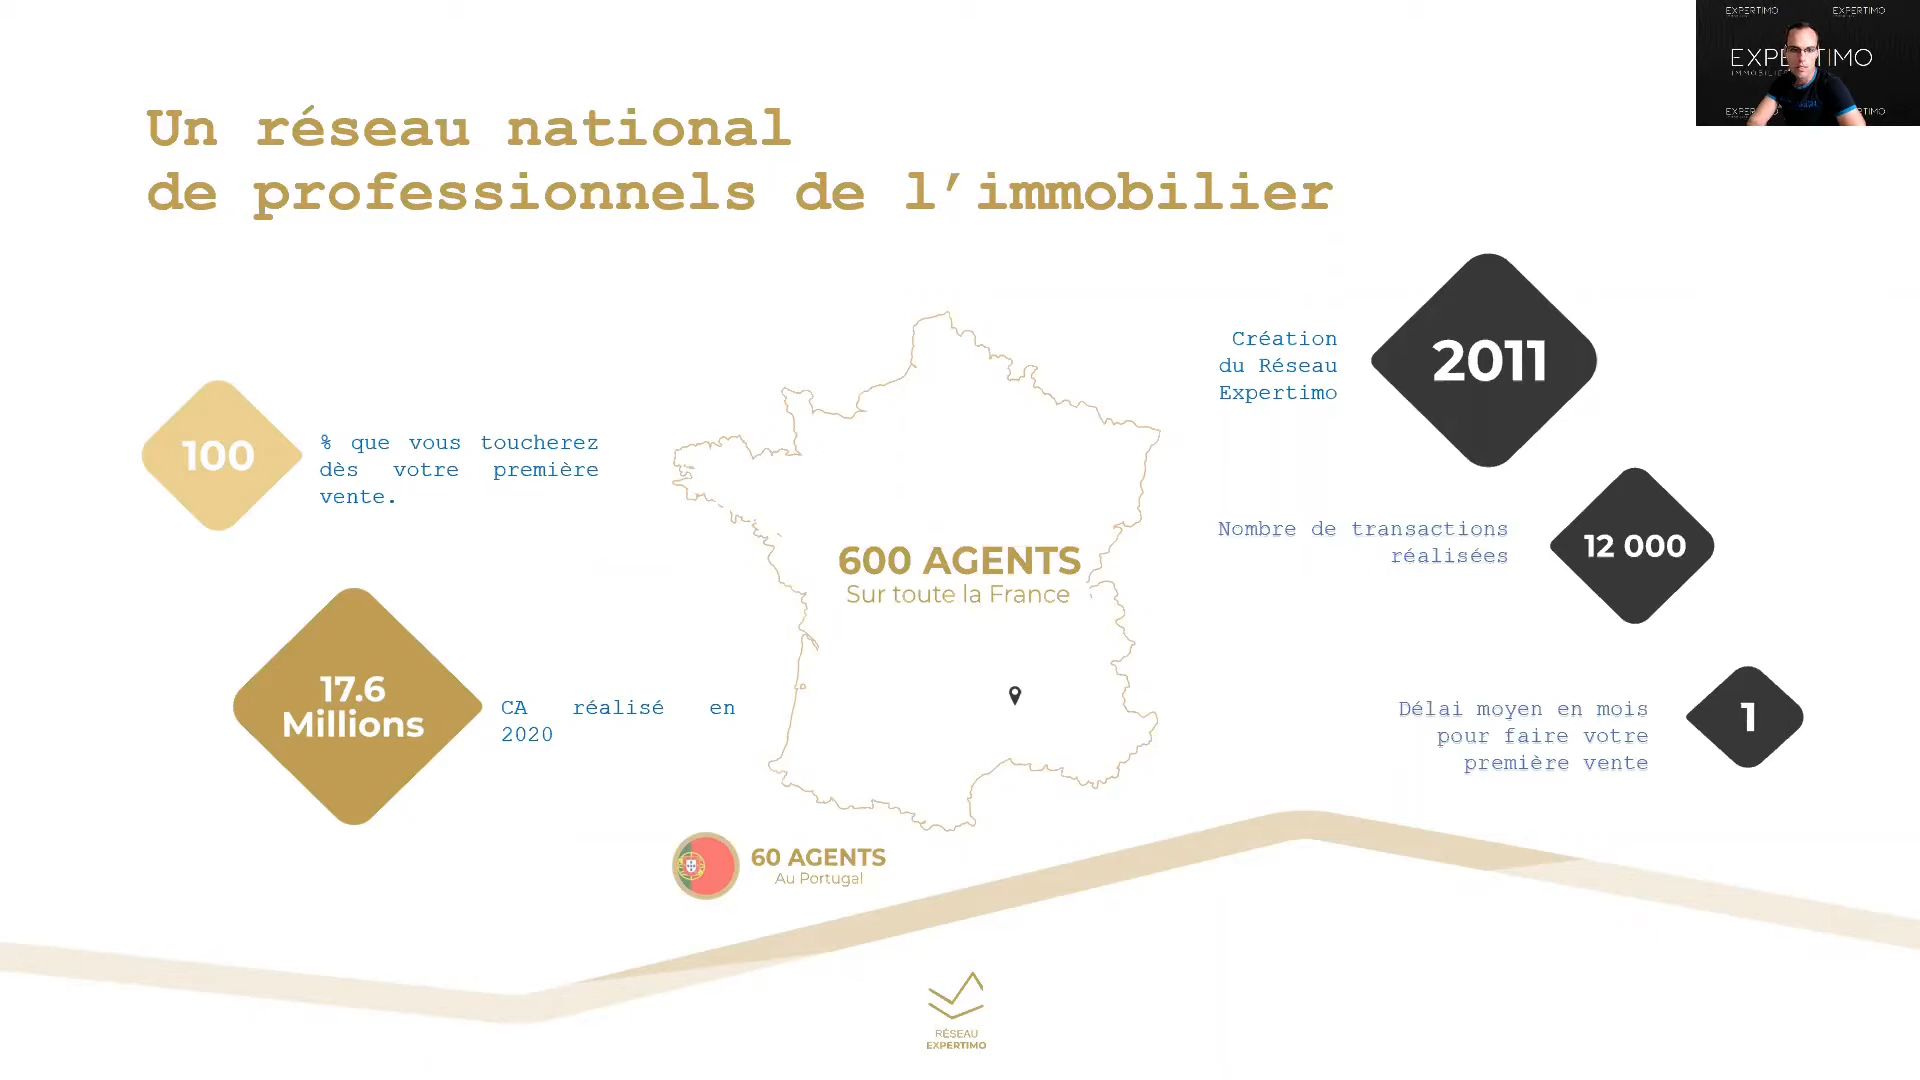 EXPERTIMO EXPERTIMO
Un réseau national
de professionnels de l’immobilier
100
% que vous toucherez
dès votre première
vente.
17.6
Millions
CA réalisé en
2020
600 AGENTS
Sur toute la France
60 AGENTS
Au Portugal
Création
du Réseau
Expertimo
2011
Nombre de transactions
réalisées
12 000
Délai moyen en mois
pour faire votre
première vente
1
RÉSEAU
EXPERTIMO